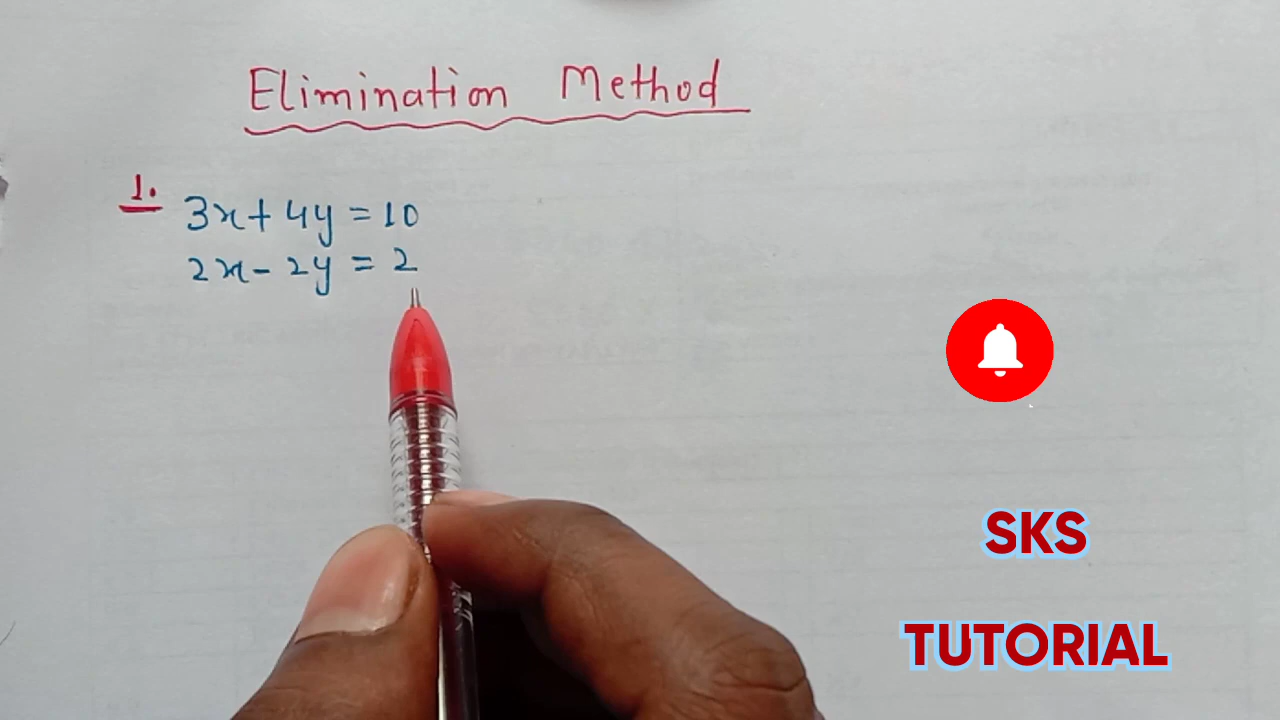 Elimination Method
1. 3x + 4y = 10
2x - 2y = 2
SKS
TUTORIAL